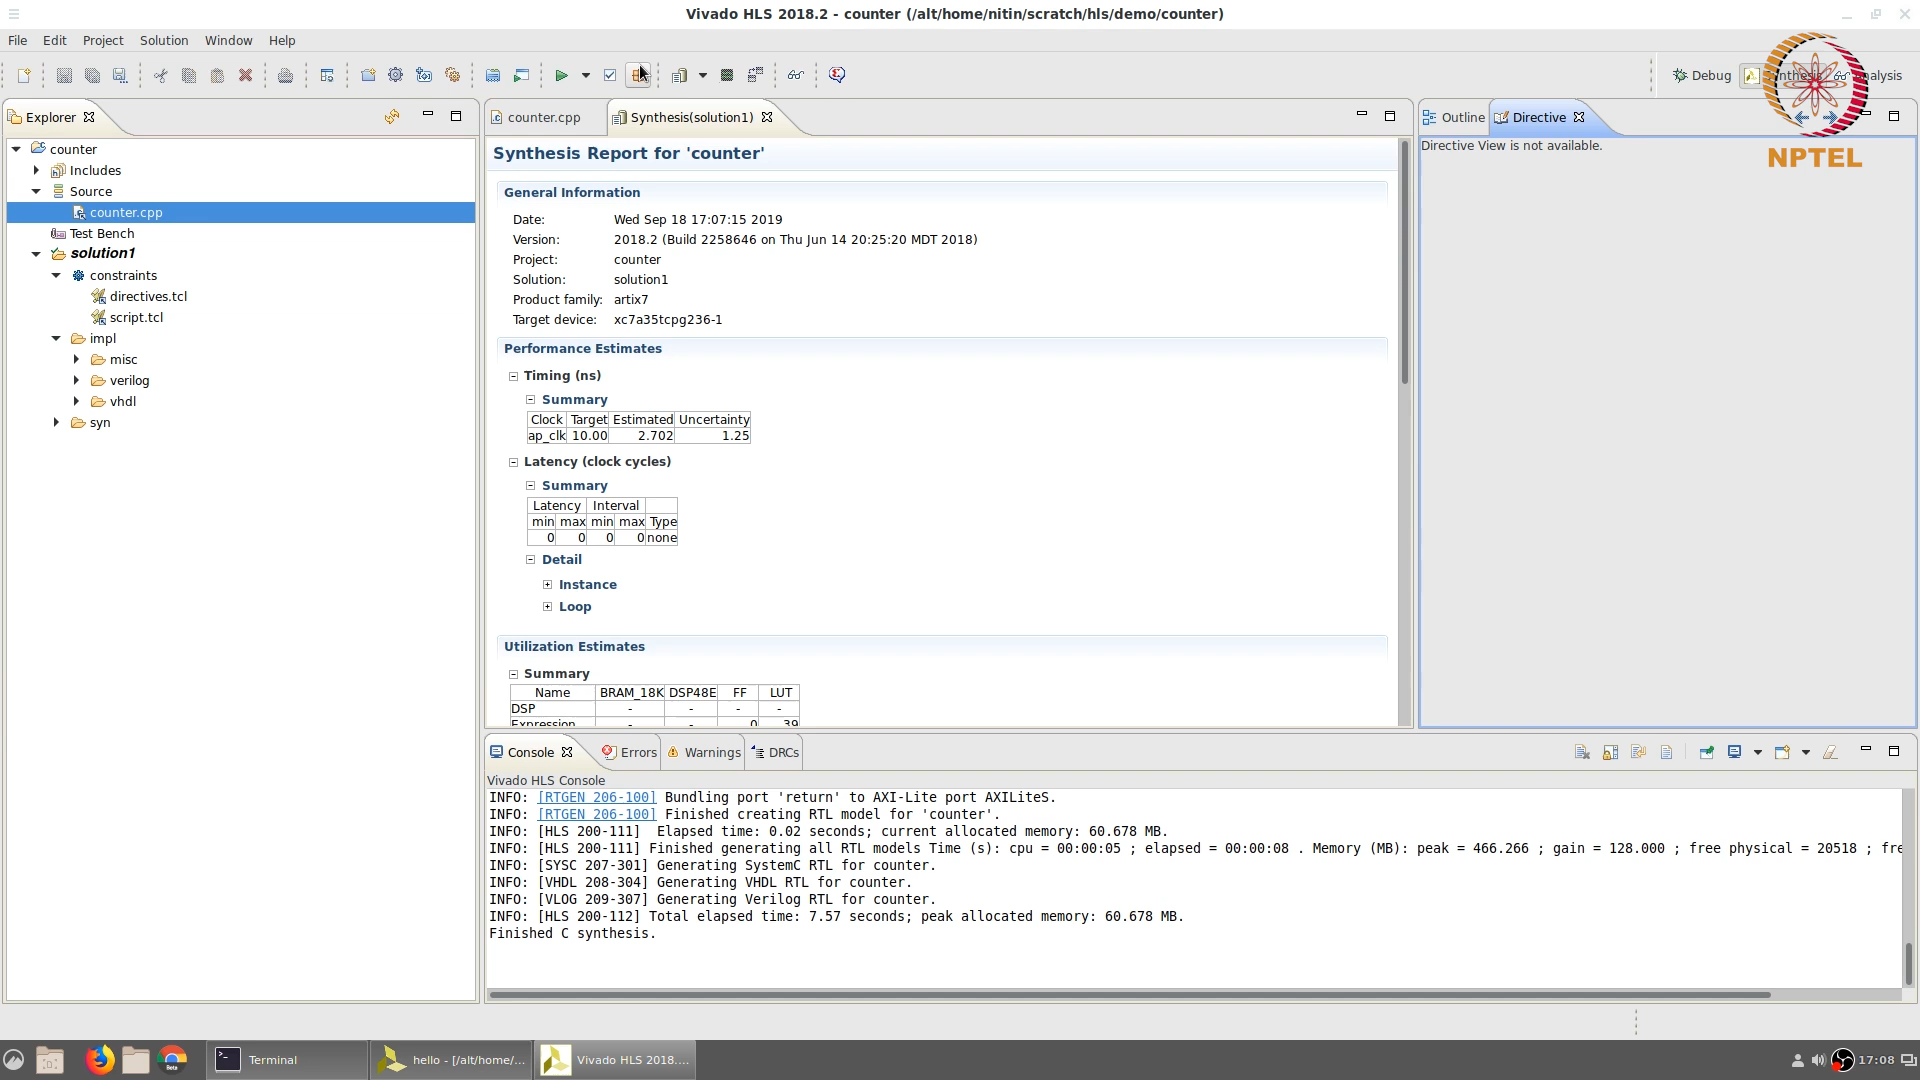 Vivado HLS 2018.2 - counter (/alt/home/nitin/scratch/hls/demo/counter)
File Edit Project Solution Window Help
Debug Synthesis Analysis
NPTEL
Explorer
counter
Includes
Source
counter.cpp
Test Bench
solution1
constraints
directives.tcl
script.tcl
impl
misc
verilog
vhdl
syn
counter.cpp Synthesis(solution1)
Synthesis Report for 'counter'
General Information
Date: Wed Sep 18 17:07:15 2019
Version: 2018.2 (Build 2258646 on Thu Jun 14 20:25:20 MDT 2018)
Project: counter
Solution: solution1
Product family: artix7
Target device: xc7a35tcpg236-1
Performance Estimates
Timing (ns)
Summary
Clock Target Estimated Uncertainty
ap_clk 10.00 2.702 1.25
Latency (clock cycles)
Summary
Latency Interval
min max min max Type
0 0 0 0 none
Detail
Instance
Loop
Utilization Estimates
Summary
Name BRAM_18K DSP48E FF LUT
DSP - - - -
Expression - - 0 39
Outline Directive
Directive View is not available.
Console Errors Warnings DRCs
Vivado HLS Console
INFO: [RTGEN 206-100] Bundling port 'return' to AXI-Lite port AXILiteS.
INFO: [RTGEN 206-100] Finished creating RTL model for 'counter'.
INFO: [HLS 200-111]  Elapsed time: 0.02 seconds; current allocated memory: 60.678 MB.
INFO: [HLS 200-111] Finished generating all RTL models Time (s): cpu = 00:00:05 ; elapsed = 00:00:08 . Memory (MB): peak = 466.266 ; gain = 128.000 ; free physical = 20518 ; fre
INFO: [SYSC 207-301] Generating SystemC RTL for counter.
INFO: [VHDL 208-304] Generating VHDL RTL for counter.
INFO: [VLOG 209-307] Generating Verilog RTL for counter.
INFO: [HLS 200-112] Total elapsed time: 7.57 seconds; peak allocated memory: 60.678 MB.
Finished C synthesis.
Terminal
hello - [/alt/home/...
Vivado HLS 2018....
17:08